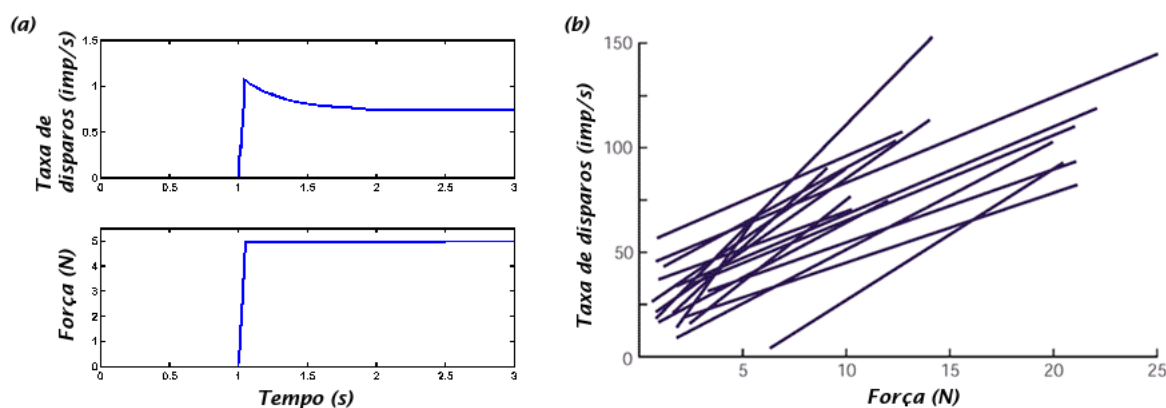 (a)
Taxa de
disparos (imp/s)
1.5
1
0.5
0
0 0.5 1 1.5 2 2.5 3
Força (N)
5
4
3
2
1
0
0 0.5 1 1.5 2 2.5 3
Tempo (s)
(b)
Taxa de disparos (imp/s)
150
100
50
0
5 10 15 20 25
Força (N)